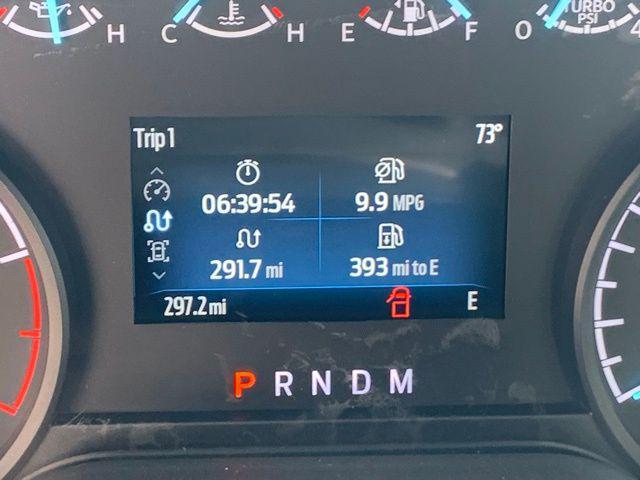 H C H E F O TURBO 4
PSI
Trip 1 73°
06:39:54 9.9 MPG
291.7 mi 393 mi to E
297.2 mi E
P R N D M